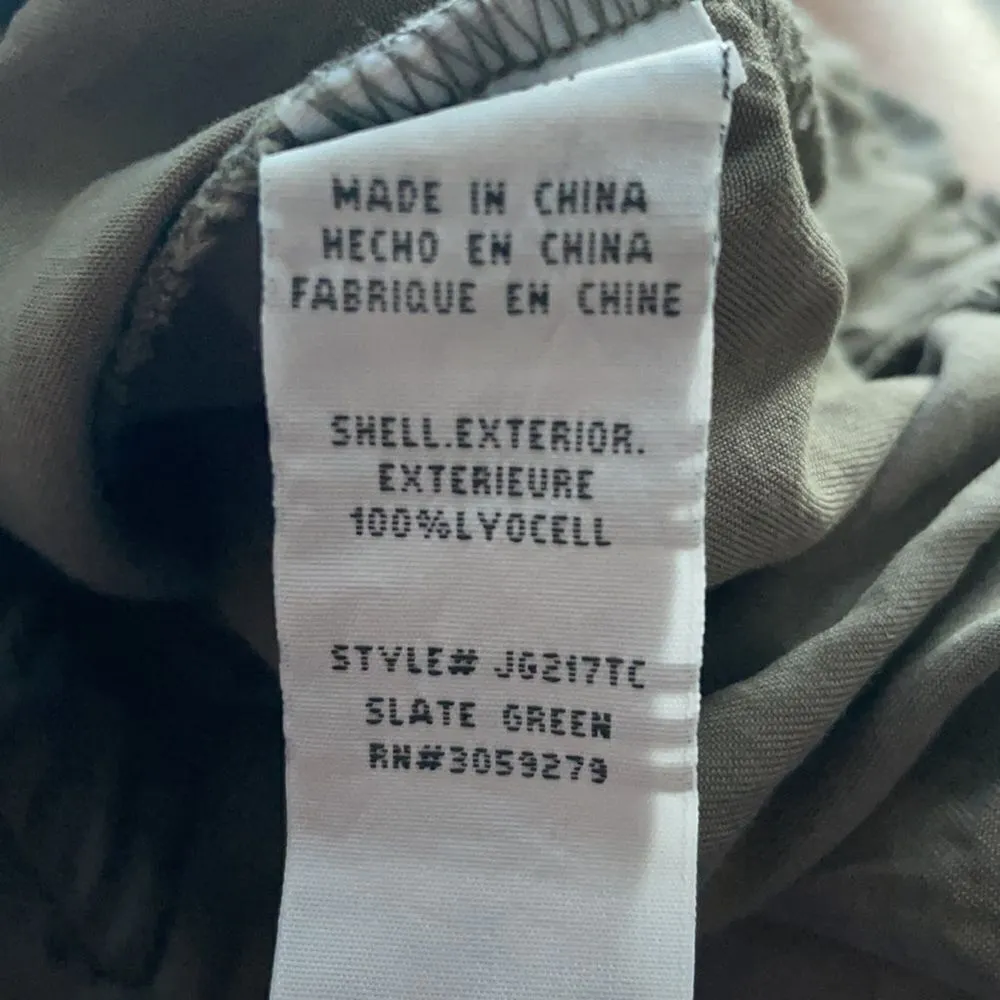 MADE IN CHINA
HECHO EN CHINA
FABRIQUE EN CHINE
SHELL.EXTERIOR.
EXTERIEURE
100%LYOCELL
STYLE# JG217TC
SLATE GREEN
RN#3059279